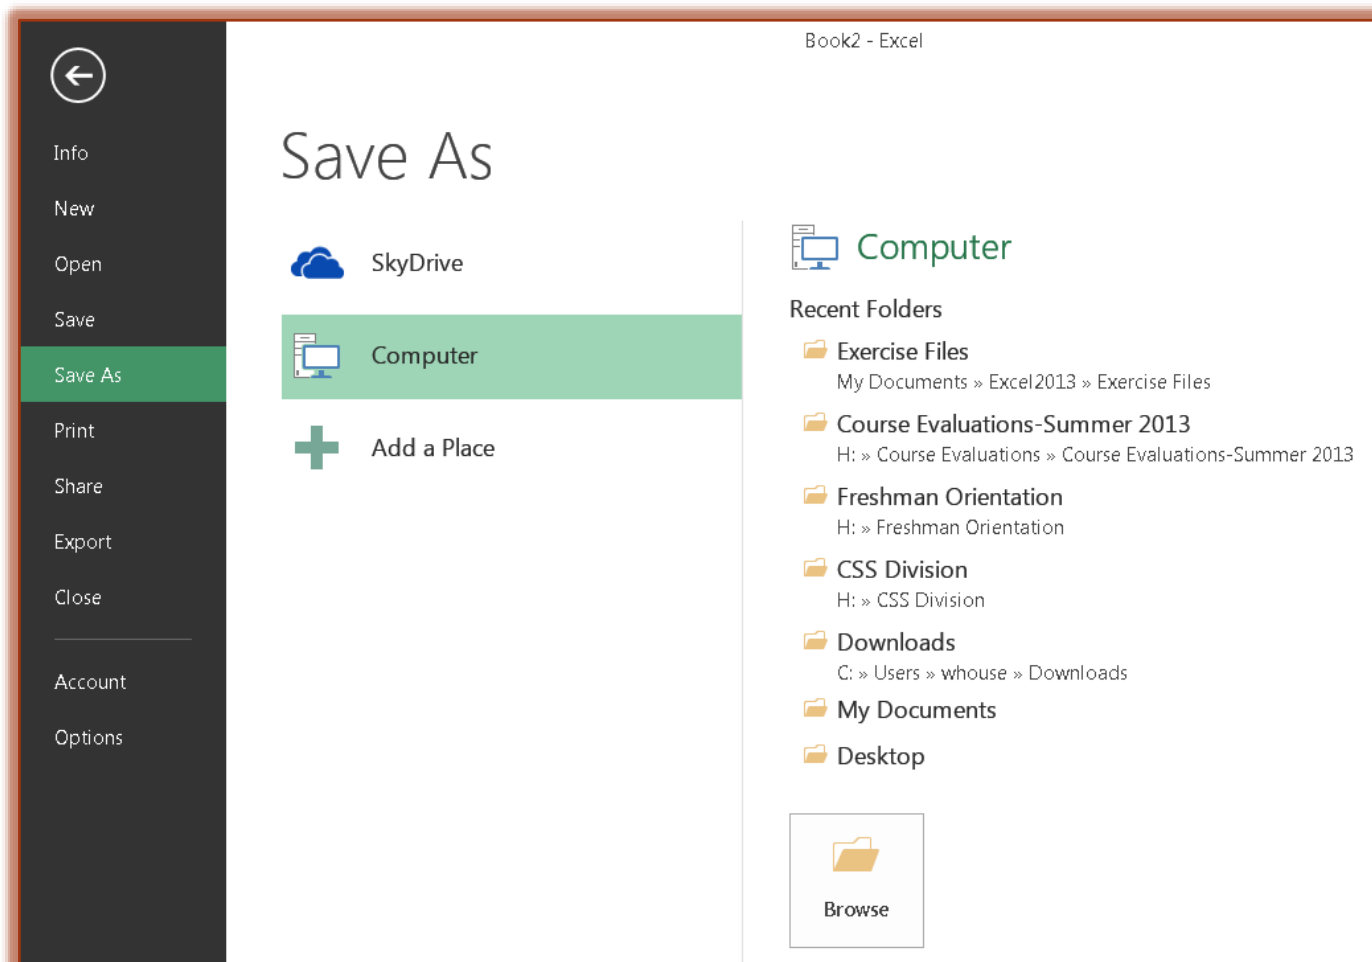 Book2 - Excel
Info
New
Open
Save
Save As
Print
Share
Export
Close
Account
Options
Save As
SkyDrive
Computer
Add a Place
Computer
Recent Folders
Exercise Files
My Documents » Excel2013 » Exercise Files
Course Evaluations-Summer 2013
H: » Course Evaluations » Course Evaluations-Summer 2013
Freshman Orientation
H: » Freshman Orientation
CSS Division
H: » CSS Division
Downloads
C: » Users » whouse » Downloads
My Documents
Desktop
Browse